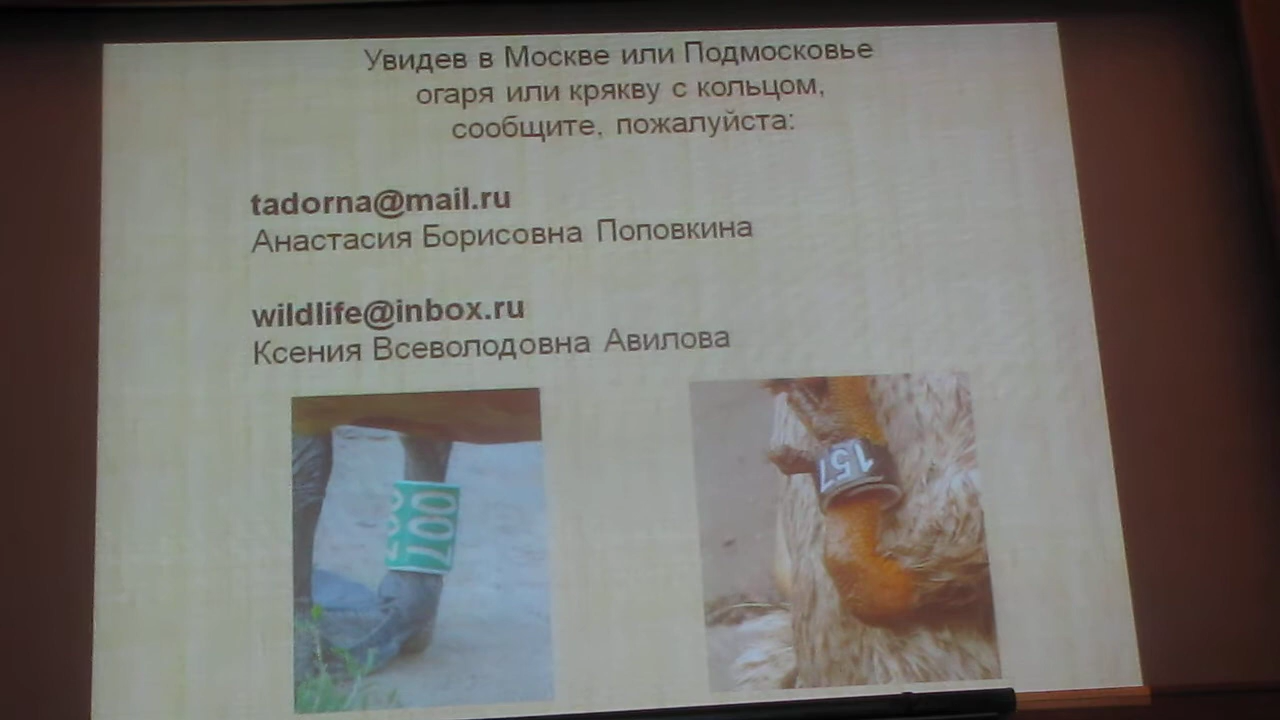 Увидев в Москве или Подмосковье
огаря или крякву с кольцом,
сообщите, пожалуйста:
tadorna@mail.ru
Анастасия Борисовна Поповкина
wildlife@inbox.ru
Ксения Всеволодовна Авилова
007
157